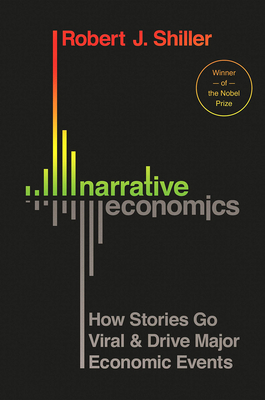 Robert J. Shiller
Winner
— of —
the Nobel
Prize
narrative
economics
How Stories Go
Viral & Drive Major
Economic Events